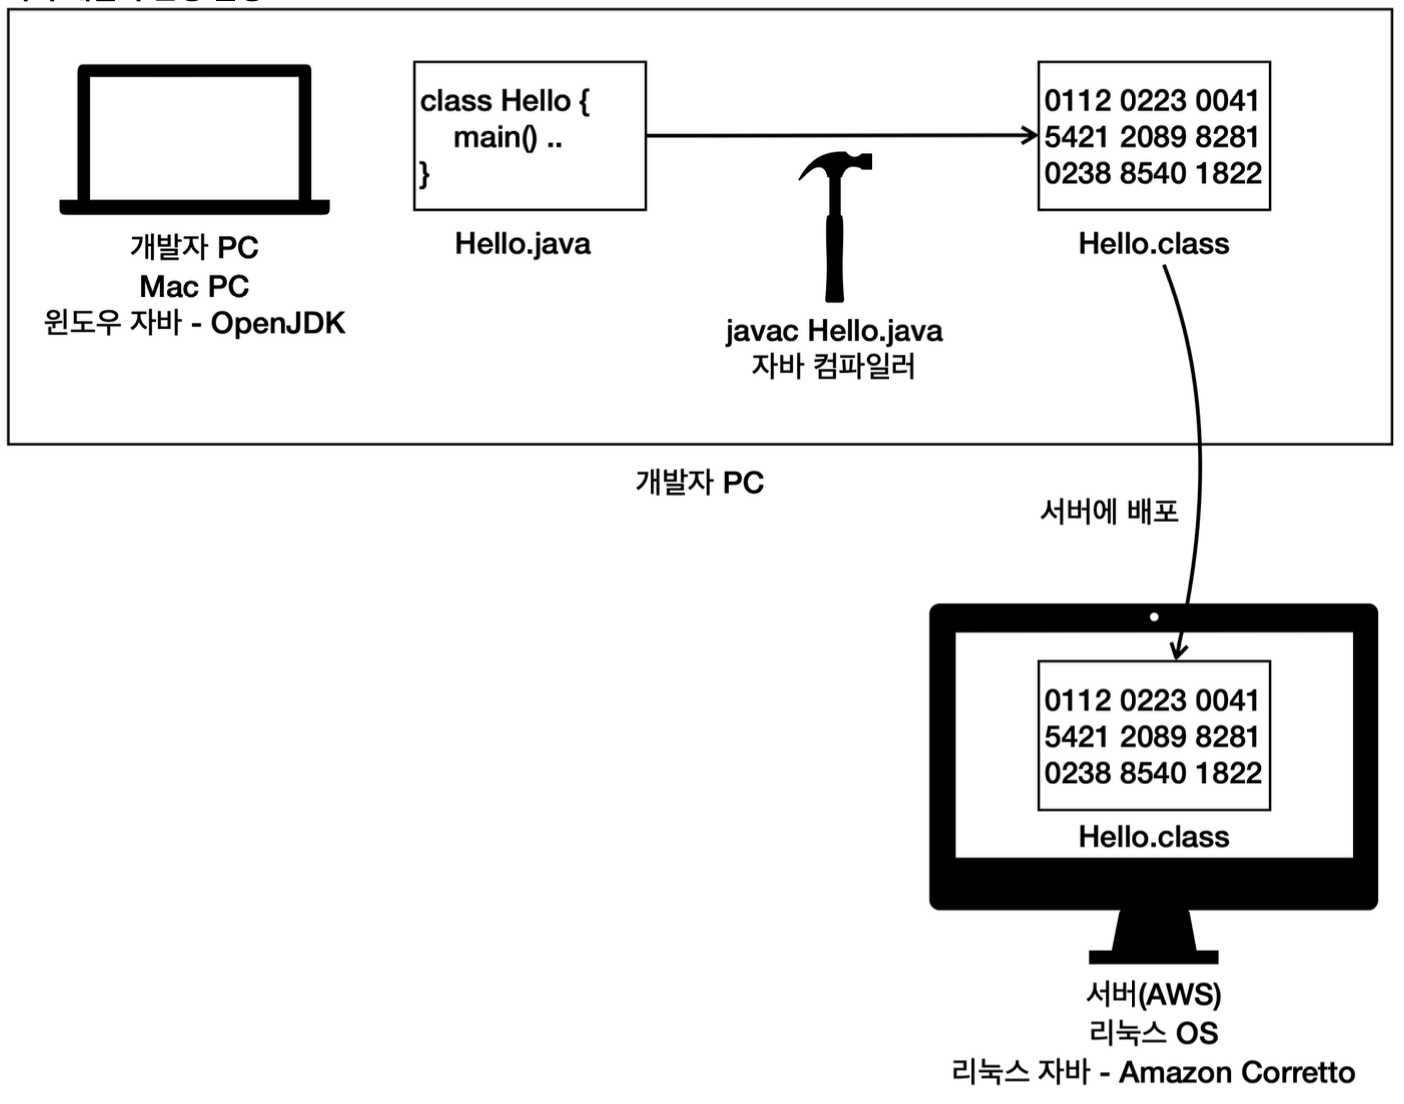 class Hello {
main() ..
}
0112 0223 0041
5421 2089 8281
0238 8540 1822
개발자 PC
Mac PC
윈도우 자바 - OpenJDK
Hello.java
Hello.class
javac Hello.java
자바 컴파일러
개발자 PC
서버에 배포
0112 0223 0041
5421 2089 8281
0238 8540 1822
Hello.class
서버(AWS)
리눅스 OS
리눅스 자바 - Amazon Corretto